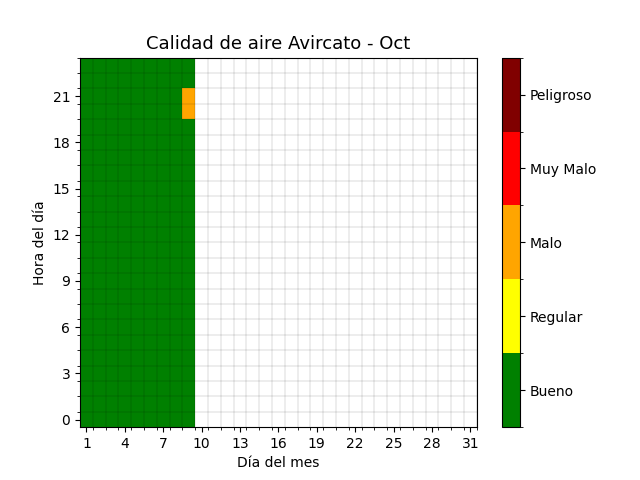 Calidad de aire Avircato - Oct
Hora del día
21
18
15
12
9
6
3
0
1 4 7 10 13 16 19 22 25 28 31
Día del mes
Peligroso
Muy Malo
Malo
Regular
Bueno